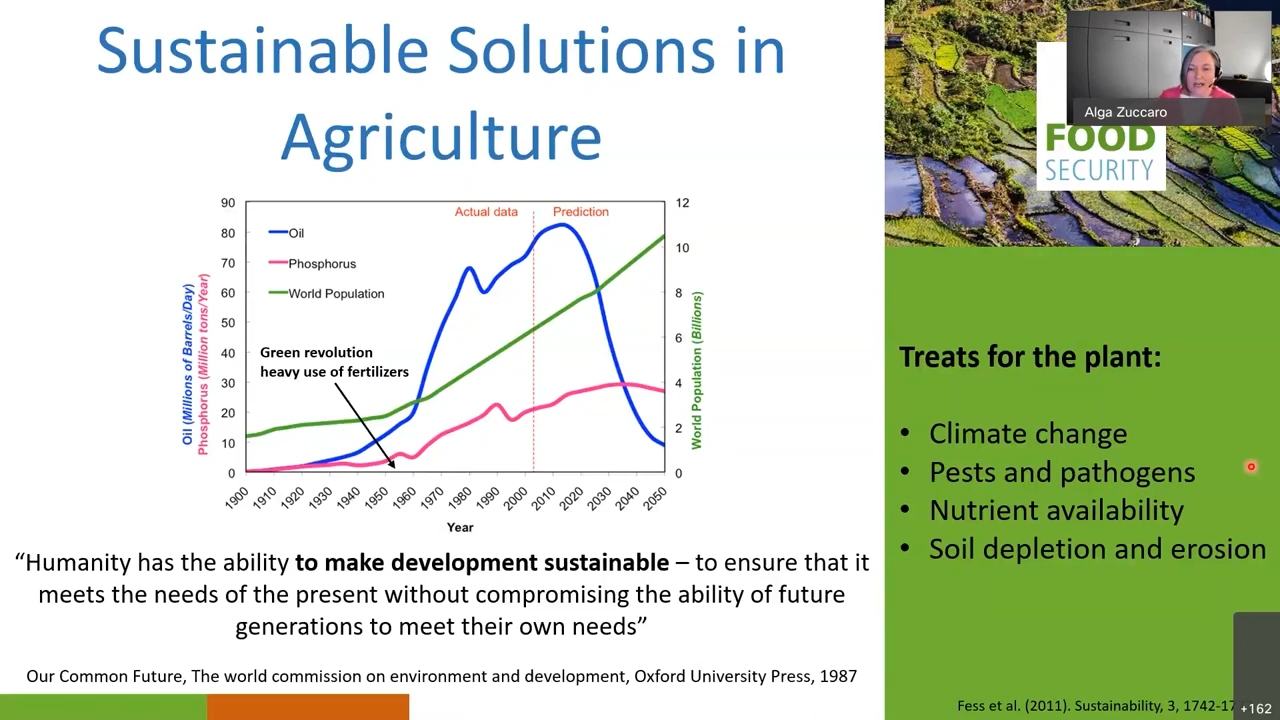 Sustainable Solutions in
Agriculture
Alga Zuccaro
FOOD
SECURITY
Actual data
Prediction
Oil
Phosphorus
World Population
Green revolution
heavy use of fertilizers
Oil (Millions of Barrels/Day)
Phosphorus (Million tons/Year)
90
80
70
60
50
40
30
20
10
0
World Population (Billions)
12
10
8
6
4
2
0
1900
1910
1920
1930
1940
1950
1960
1970
1980
1990
2000
2010
2020
2030
2040
2050
Year
“Humanity has the ability to make development sustainable – to ensure that it
meets the needs of the present without compromising the ability of future
generations to meet their own needs”
Our Common Future, The world commission on environment and development, Oxford University Press, 1987
Treats for the plant:
• Climate change
• Pests and pathogens
• Nutrient availability
• Soil depletion and erosion
Fess et al. (2011). Sustainability, 3, 1742-17
+162